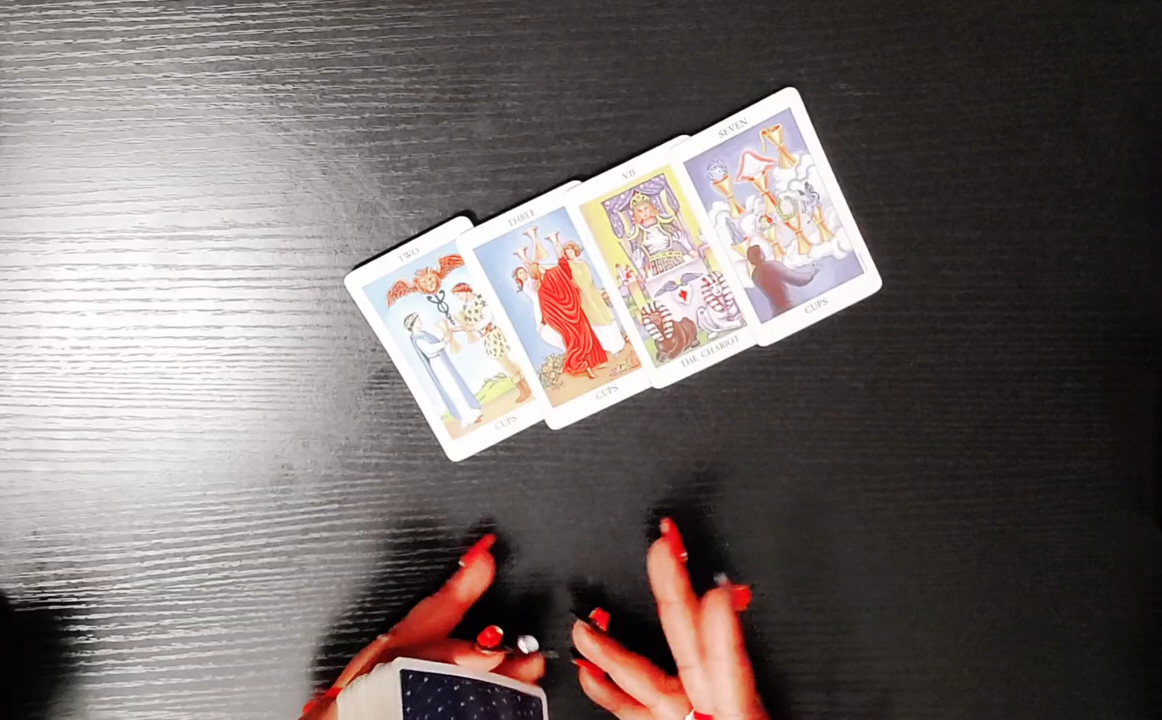 TWO
CUPS
THREE
CUPS
VII
THE CHARIOT
SEVEN
CUPS